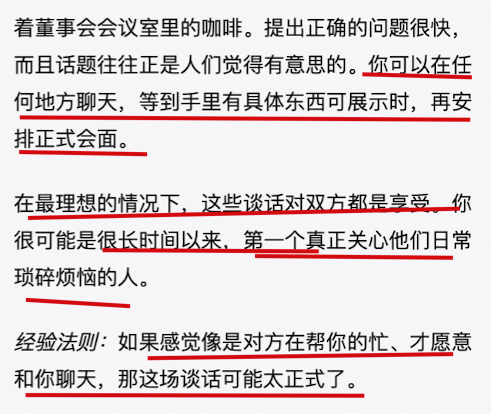 着董事会会议室里的咖啡。提出正确的问题很快，
而且话题往往正是人们觉得有意思的。你可以在任
何地方聊天，等到手里有具体东西可展示时，再安
排正式会面。
在最理想的情况下，这些谈话对双方都是享受。你
很可能是很长时间以来，第一个真正关心他们日常
琐碎烦恼的人。
经验法则：如果感觉像是对方在帮你的忙、才愿意
和你聊天，那这场谈话可能太正式了。